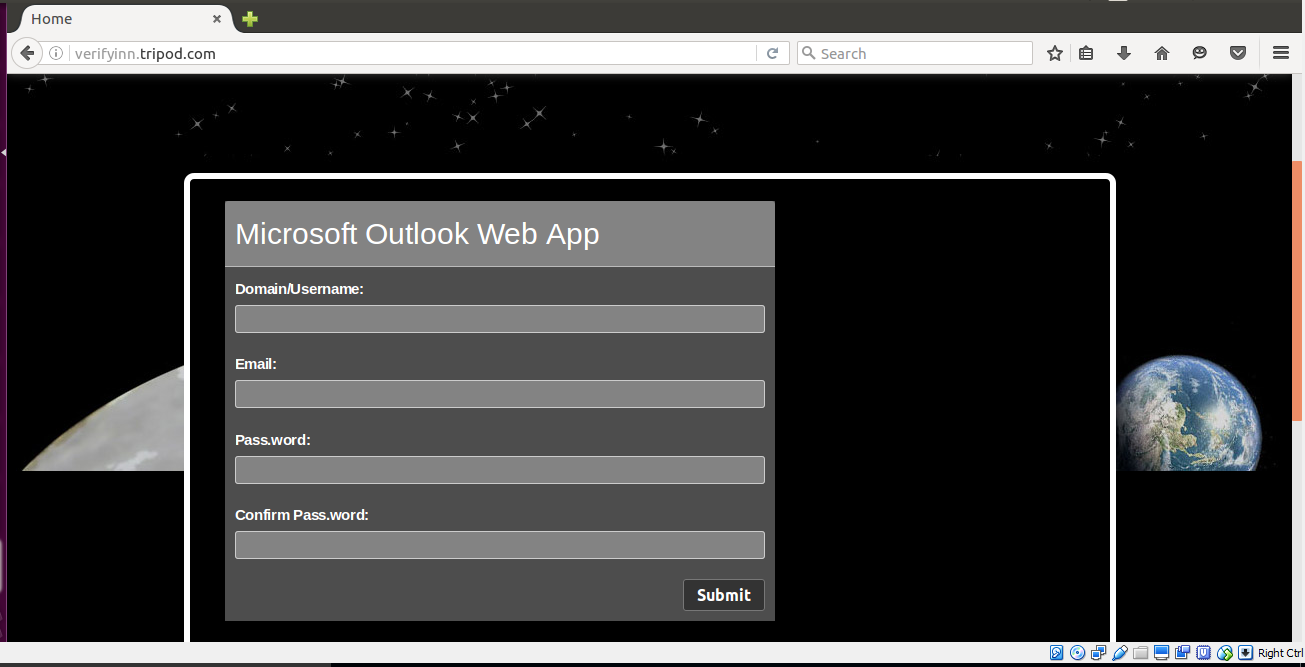 Home
verifyinn.tripod.com
Search
Microsoft Outlook Web App
Domain/Username:
Email:
Pass.word:
Confirm Pass.word:
Submit
Right Ctrl